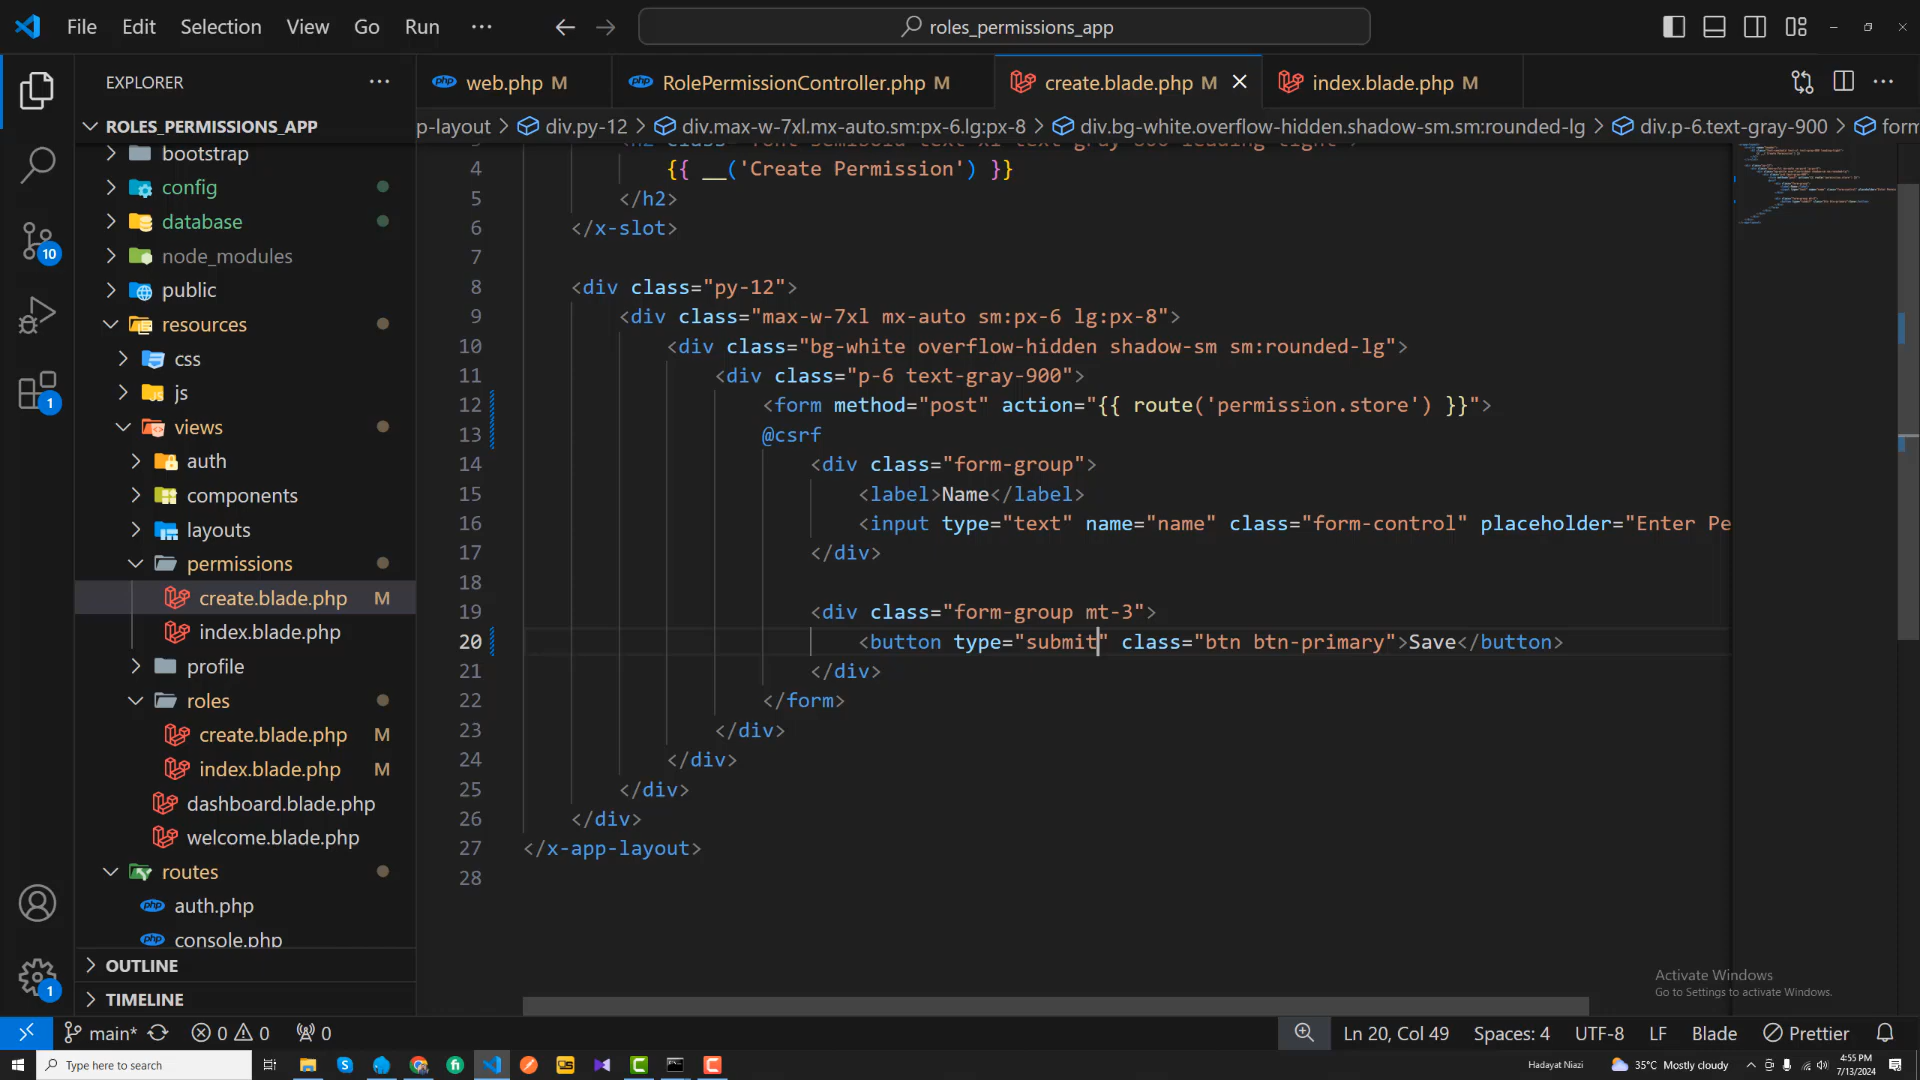 File Edit Selection View Go Run ··· roles_permissions_app
EXPLORER ···
web.php M RolePermissionController.php M create.blade.php M index.blade.php M
ROLES_PERMISSIONS_APP
p-layout > div.py-12 > div.max-w-7xl.mx-auto.sm:px-6.lg:px-8 > div.bg-white.overflow-hidden.shadow-sm.sm:rounded-lg > div.p-6.text-gray-900 > form
bootstrap
config
database
node_modules
public
resources
css
js
views
auth
components
layouts
permissions
create.blade.php M
index.blade.php
profile
roles
create.blade.php M
index.blade.php M
dashboard.blade.php
welcome.blade.php
routes
auth.php
console.php
OUTLINE
TIMELINE
10
1
1
4 {{ __('Create Permission') }}
5 </h2>
6 </x-slot>
7
8 <div class="py-12">
9 <div class="max-w-7xl mx-auto sm:px-6 lg:px-8">
10 <div class="bg-white overflow-hidden shadow-sm sm:rounded-lg">
11 <div class="p-6 text-gray-900">
12 <form method="post" action="{{ route('permission.store') }}">
13 @csrf
14 <div class="form-group">
15 <label>Name</label>
16 <input type="text" name="name" class="form-control" placeholder="Enter Pe
17 </div>
18
19 <div class="form-group mt-3">
20 <button type="submit" class="btn btn-primary">Save</button>
21 </div>
22 </form>
23 </div>
24 </div>
25 </div>
26 </div>
27 </x-app-layout>
28
Activate Windows
Go to Settings to activate Windows.
main* 0 0 0 Ln 20, Col 49 Spaces: 4 UTF-8 LF Blade Prettier
Type here to search Hadayat Niazi 35°C Mostly cloudy 4:55 PM
7/13/2024